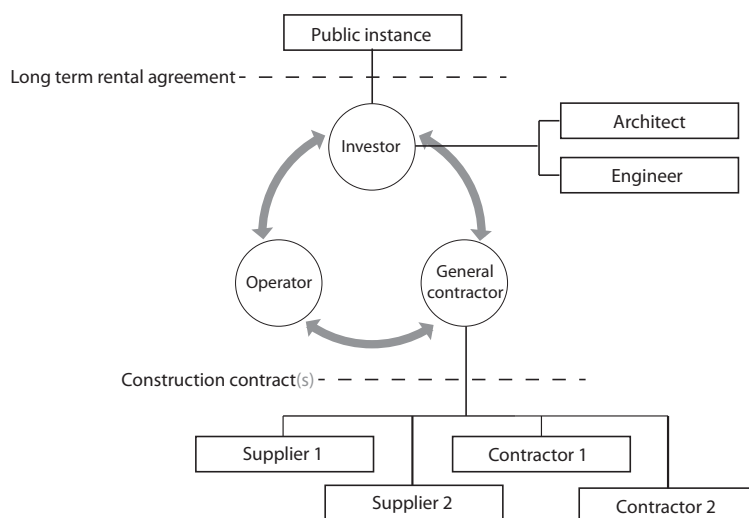 Public instance
Long term rental agreement
Investor
Architect
Engineer
Operator
General
contractor
Construction contract(s)
Supplier 1
Contractor 1
Supplier 2
Contractor 2